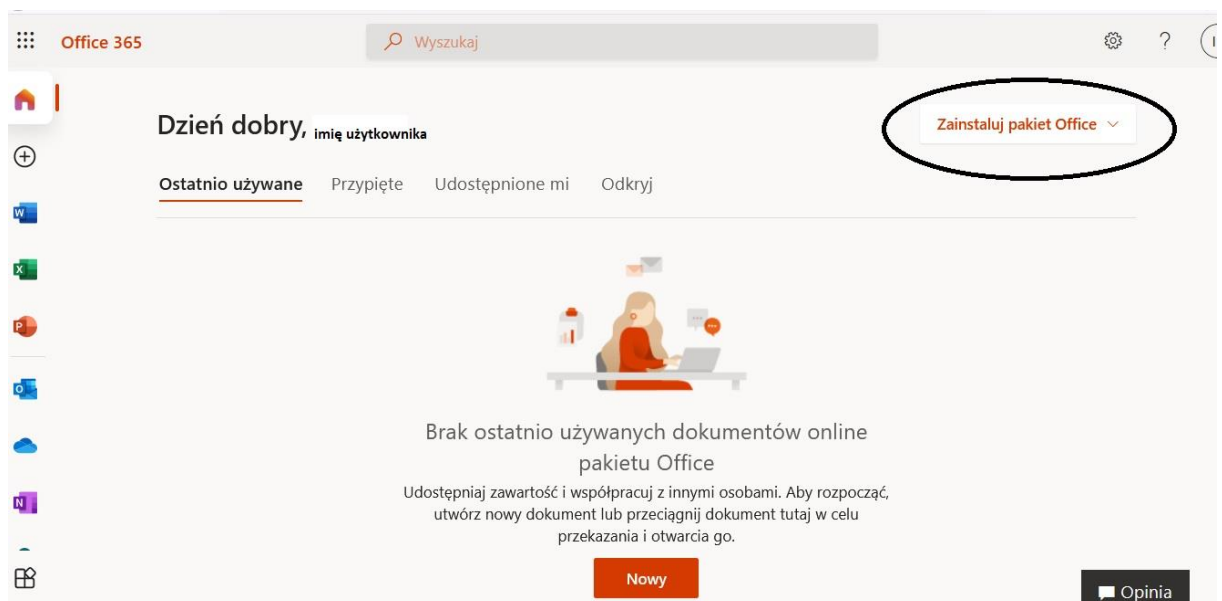 Office 365
Wyszukaj
?
I
Dzień dobry, imię użytkownika
Zainstaluj pakiet Office
Ostatnio używane Przypięte Udostępnione mi Odkryj
W
X
P
O
N
Brak ostatnio używanych dokumentów online
pakietu Office
Udostępniaj zawartość i współpracuj z innymi osobami. Aby rozpocząć,
utwórz nowy dokument lub przeciągnij dokument tutaj w celu
przekazania i otwarcia go.
Nowy
Opinia